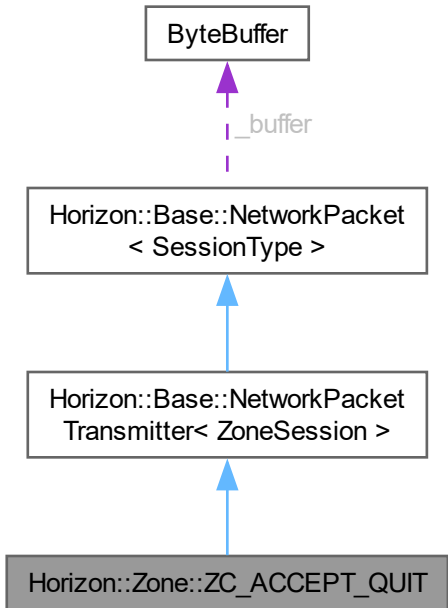 ByteBuffer
_buffer
Horizon::Base::NetworkPacket
< SessionType >
Horizon::Base::NetworkPacket
Transmitter< ZoneSession >
Horizon::Zone::ZC_ACCEPT_QUIT